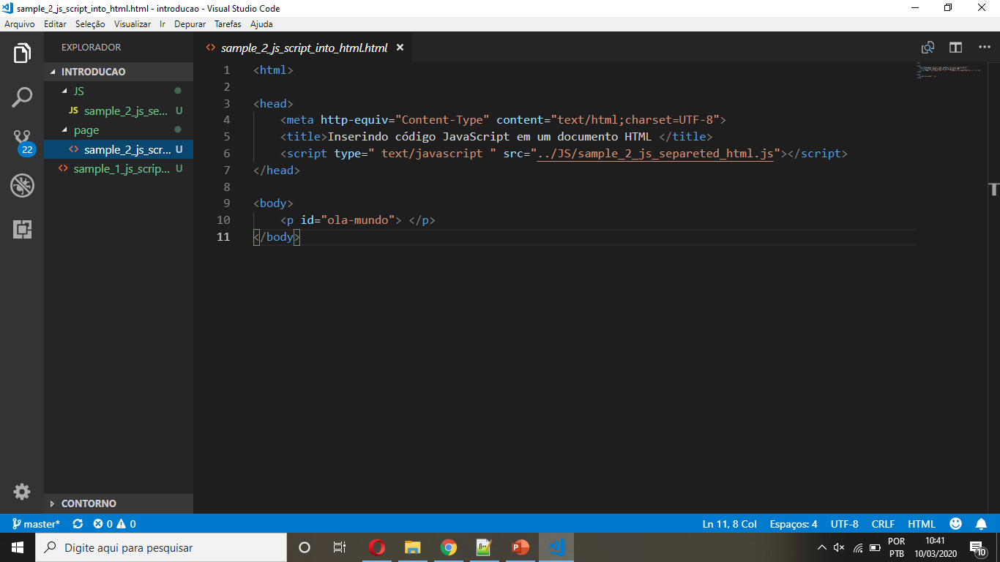 sample_2_js_script_into_html.html - introducao - Visual Studio Code
Arquivo Editar Seleção Visualizar Ir Depurar Tarefas Ajuda
EXPLORADOR
INTRODUCAO
JS
JS sample_2_js_se... U
page
<> sample_2_js_scr... U
<> sample_1_js_scrip... U
22
CONTORNO
<> sample_2_js_script_into_html.html ×
1 <html>
2
3 <head>
4 <meta http-equiv="Content-Type" content="text/html;charset=UTF-8">
5 <title>Inserindo código JavaScript em um documento HTML </title>
6 <script type=" text/javascript " src="../JS/sample_2_js_separeted_html.js"></script>
7 </head>
8
9 <body>
10 <p id="ola-mundo"> </p>
11 </body>
T
master* 0 0 Ln 11, 8 Col Espaços: 4 UTF-8 CRLF HTML
Digite aqui para pesquisar
POR
PTB
10:41
10/03/2020
10